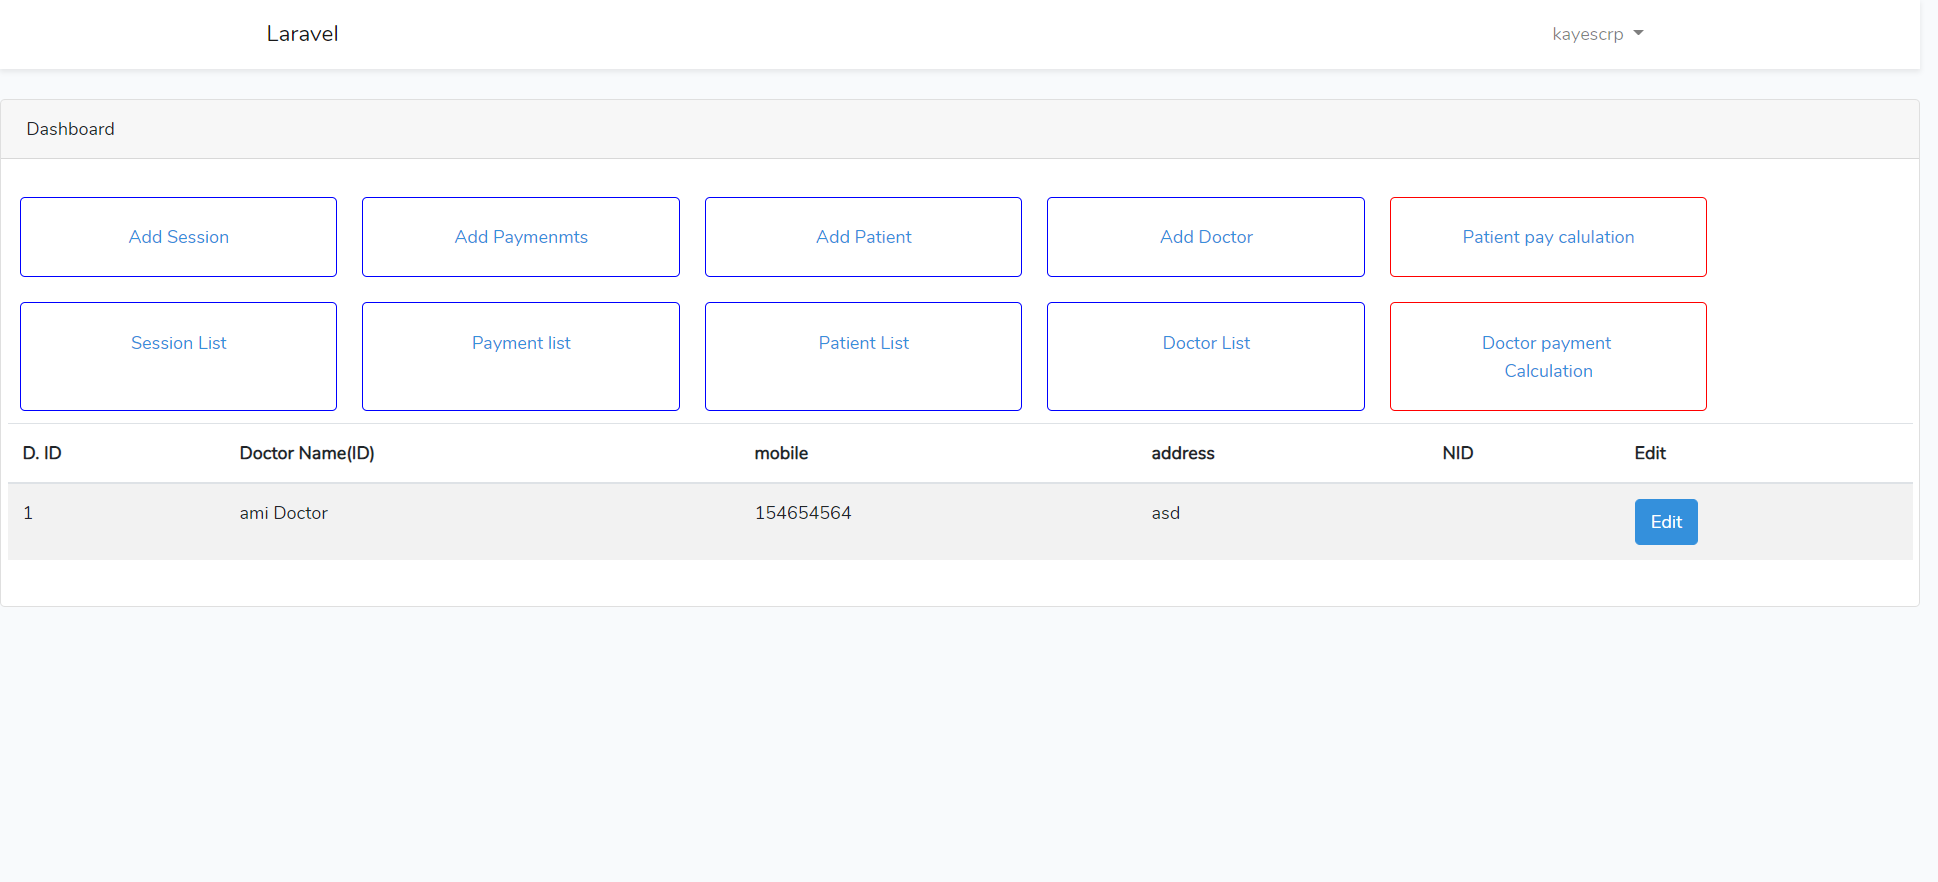 Laravel kayescrp
Dashboard
Add Session Add Paymenmts Add Patient Add Doctor Patient pay calulation
Session List Payment list Patient List Doctor List Doctor payment
Calculation
D. ID Doctor Name(ID) mobile address NID Edit
1 ami Doctor 154654564 asd Edit